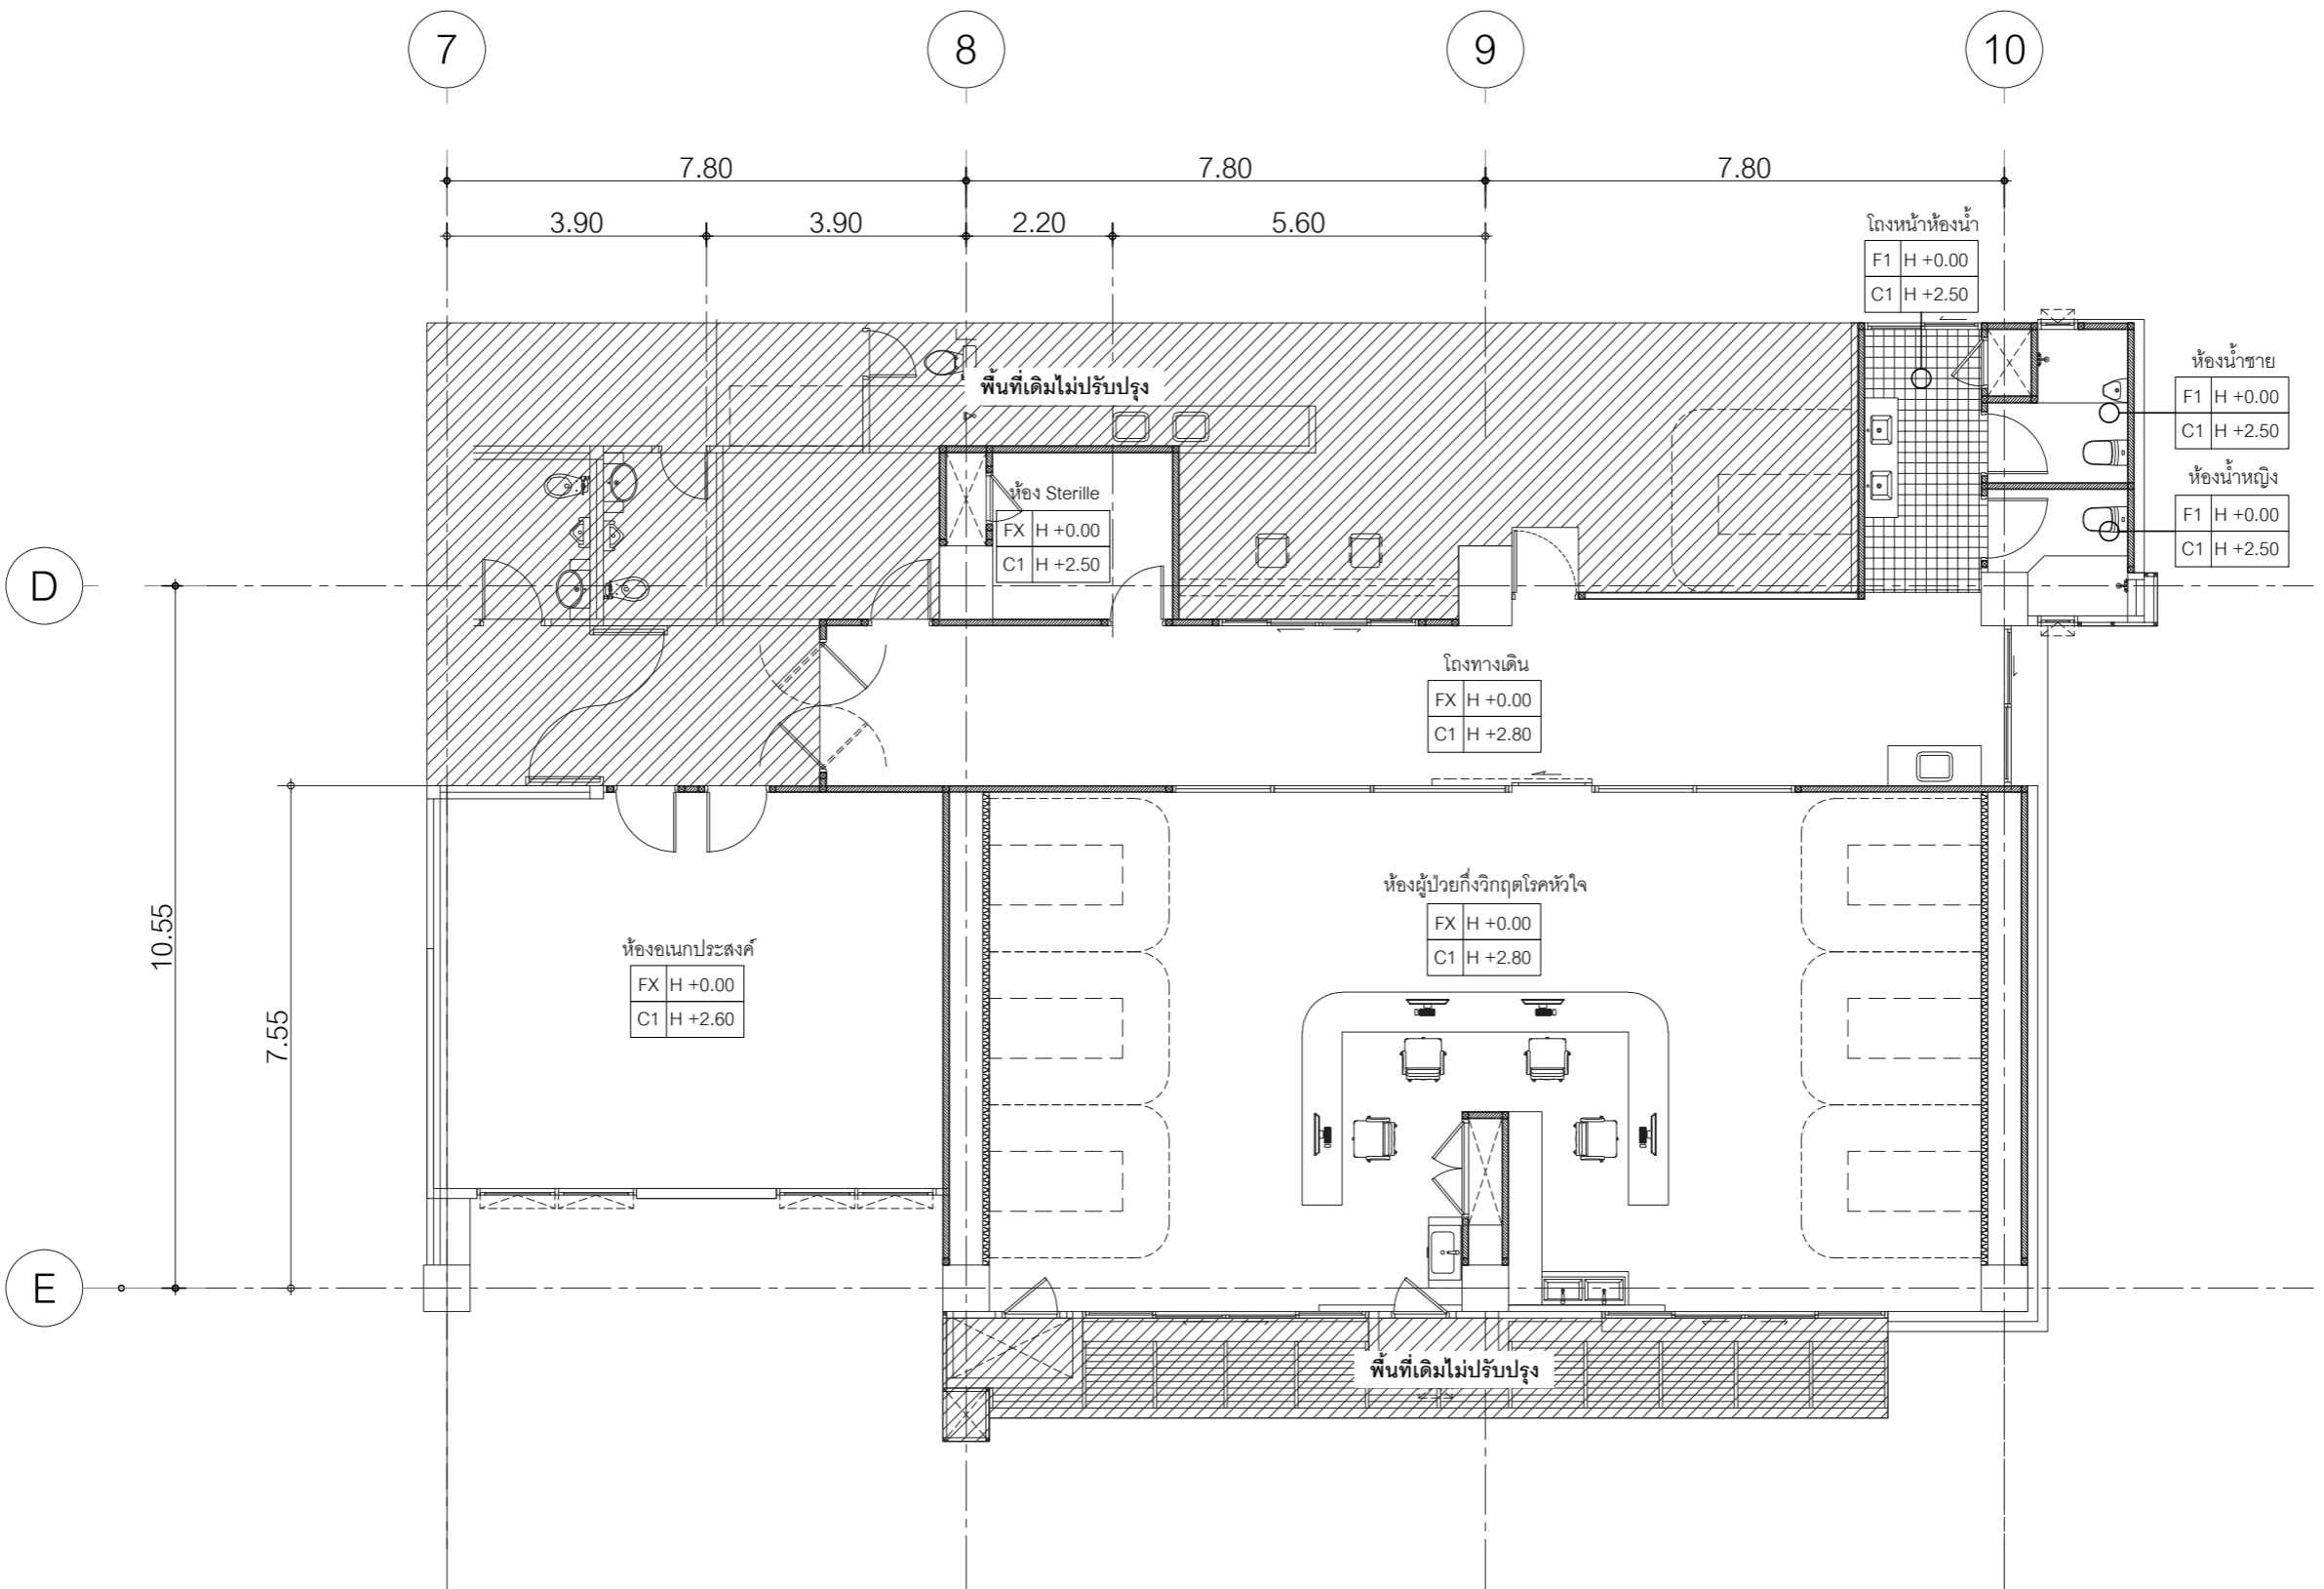 7 8 9 10
7.80 7.80 7.80
3.90 3.90 2.20 5.60
โถงหน้าห้องน้ำ
F1 H +0.00
C1 H +2.50
ห้องน้ำชาย
F1 H +0.00
C1 H +2.50
พื้นที่เดิมไม่ปรับปรุง
ห้องน้ำหญิง
F1 H +0.00
C1 H +2.50
ห้อง Sterille
FX H +0.00
C1 H +2.50
D
โถงทางเดิน
FX H +0.00
C1 H +2.80
10.55
7.55
ห้องผู้ป่วยกึ่งวิกฤตโรคหัวใจ
FX H +0.00
C1 H +2.80
ห้องอเนกประสงค์
FX H +0.00
C1 H +2.60
E
พื้นที่เดิมไม่ปรับปรุง